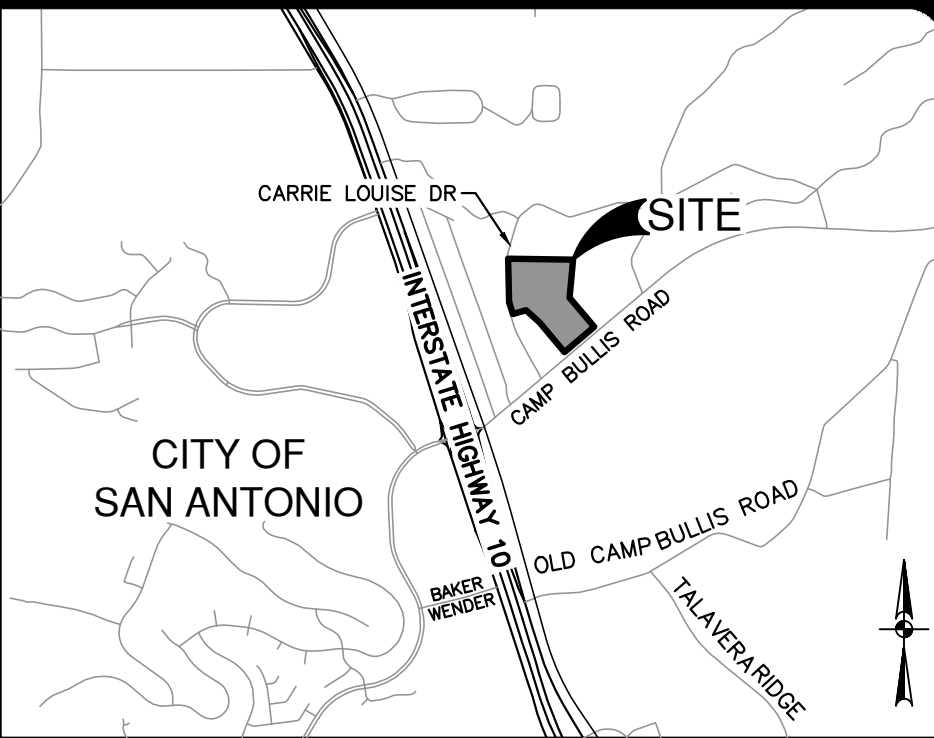 CARRIE LOUISE DR
SITE
INTERSTATE HIGHWAY 10
CAMP BULLIS ROAD
CITY OF
SAN ANTONIO
OLD CAMP BULLIS ROAD
BAKER
WENDER
TALAVERA RIDGE